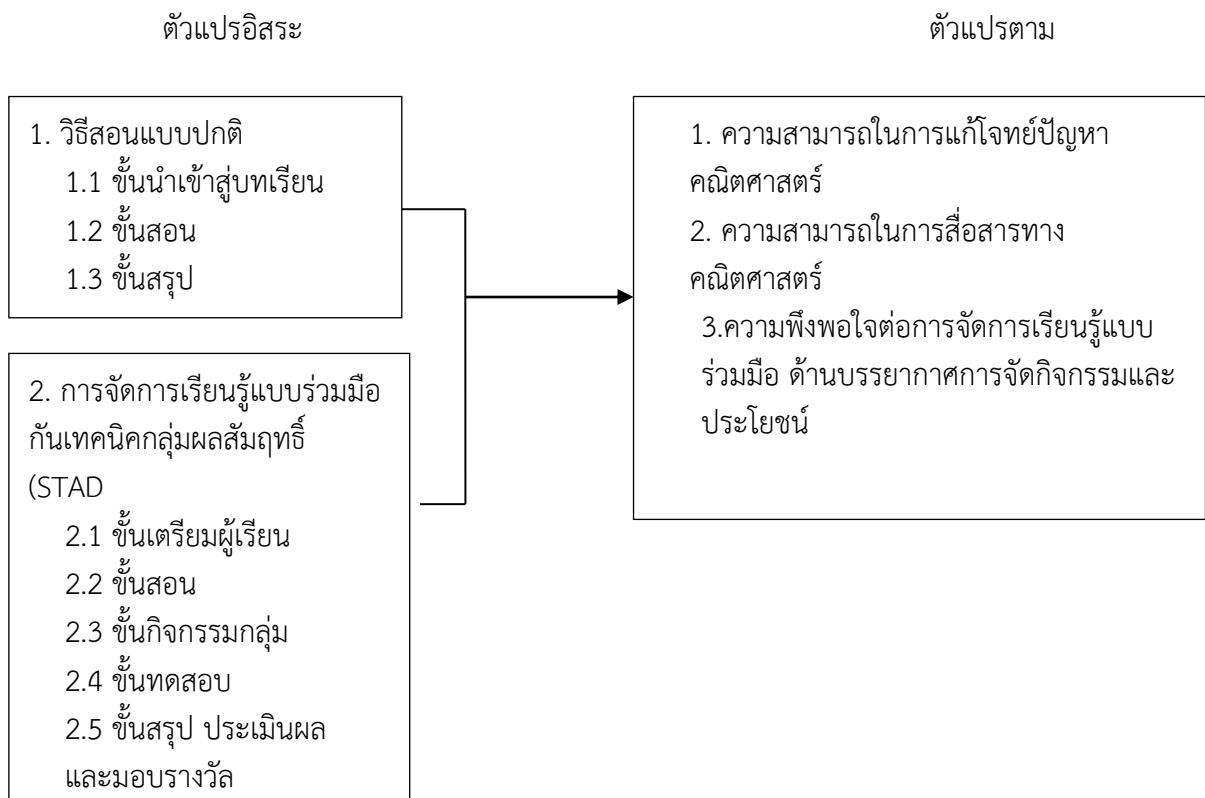 ตัวแปรอิสระ
ตัวแปรตาม
1. วิธีสอนแบบปกติ
1.1 ขั้นนำเข้าสู่บทเรียน
1.2 ขั้นสอน
1.3 ขั้นสรุป
2. การจัดการเรียนรู้แบบร่วมมือ
กันเทคนิคกลุ่มผลสัมฤทธิ์
(STAD
2.1 ขั้นเตรียมผู้เรียน
2.2 ขั้นสอน
2.3 ขั้นกิจกรรมกลุ่ม
2.4 ขั้นทดสอบ
2.5 ขั้นสรุป ประเมินผล
และมอบรางวัล
1. ความสามารถในการแก้โจทย์ปัญหา
คณิตศาสตร์
2. ความสามารถในการสื่อสารทาง
คณิตศาสตร์
3.ความพึงพอใจต่อการจัดการเรียนรู้แบบ
ร่วมมือ ด้านบรรยากาศการจัดกิจกรรมและ
ประโยชน์